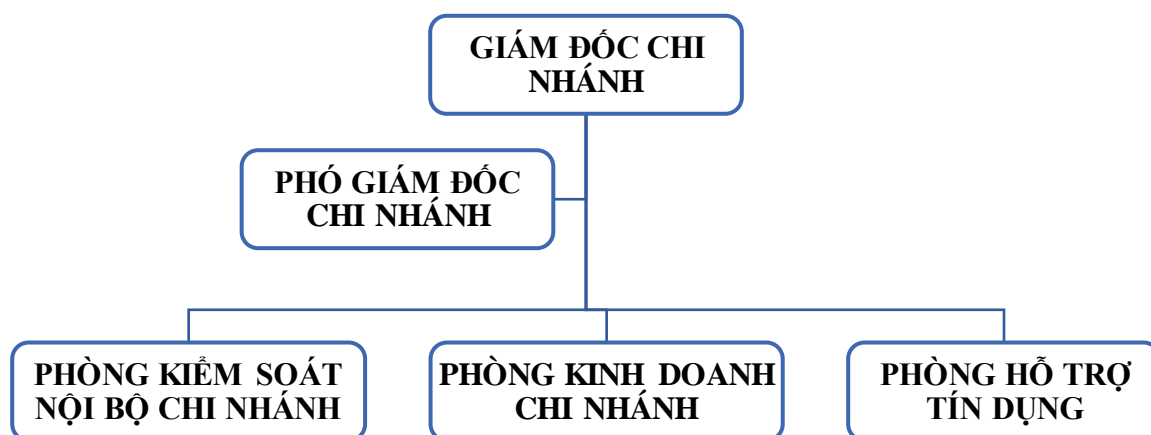 GIÁM ĐỐC CHI
NHÁNH
PHÓ GIÁM ĐỐC
CHI NHÁNH
PHÒNG KIỂM SOÁT
NỘI BỘ CHI NHÁNH
PHÒNG KINH DOANH
CHI NHÁNH
PHÒNG HỖ TRỢ
TÍN DỤNG